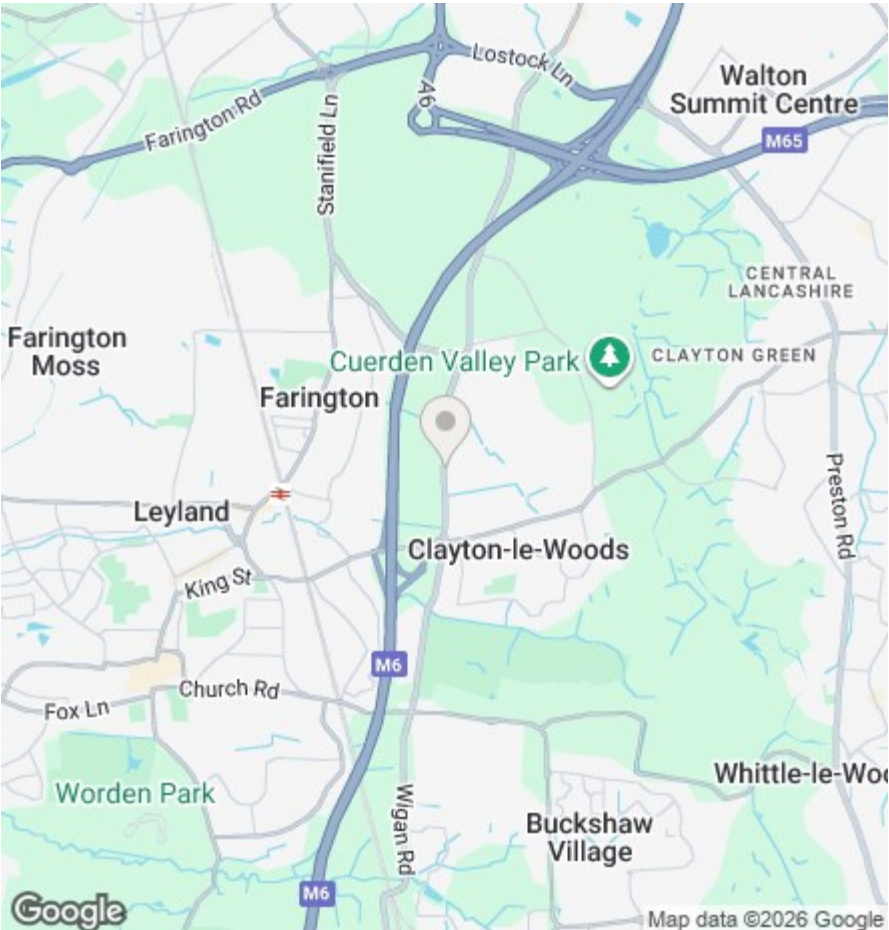 Lostock Ln
Walton
Summit Centre
A6
Farington Rd
Stanifield Ln
M65
CENTRAL
LANCASHIRE
Farington
Moss
Cuerden Valley Park
CLAYTON GREEN
Farington
Leyland
Preston Rd
Clayton-le-Woods
King St
M6
Church Rd
Fox Ln
Worden Park
Whittle-le-Woo
Wigan Rd
Buckshaw
Village
M6
Google
Map data ©2026 Google